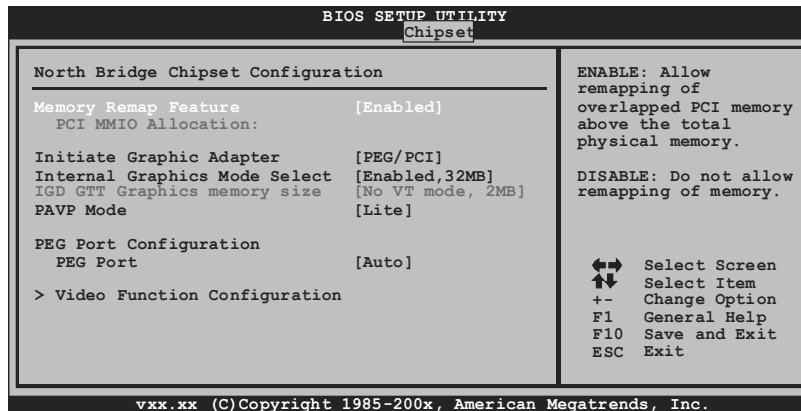 BIOS SETUP UTILITY
Chipset
North Bridge Chipset Configuration
Memory Remap Feature [Enabled]
PCI MMIO Allocation:
Initiate Graphic Adapter [PEG/PCI]
Internal Graphics Mode Select [Enabled,32MB]
IGD GTT Graphics memory size [No VT mode, 2MB]
PAVP Mode [Lite]
PEG Port Configuration
PEG Port [Auto]
> Video Function Configuration
ENABLE: Allow
remapping of
overlapped PCI memory
above the total
physical memory.
DISABLE: Do not allow
remapping of memory.
Select Screen
Select Item
+- Change Option
F1 General Help
F10 Save and Exit
ESC Exit
vxx.xx (C)Copyright 1985-200x, American Megatrends, Inc.